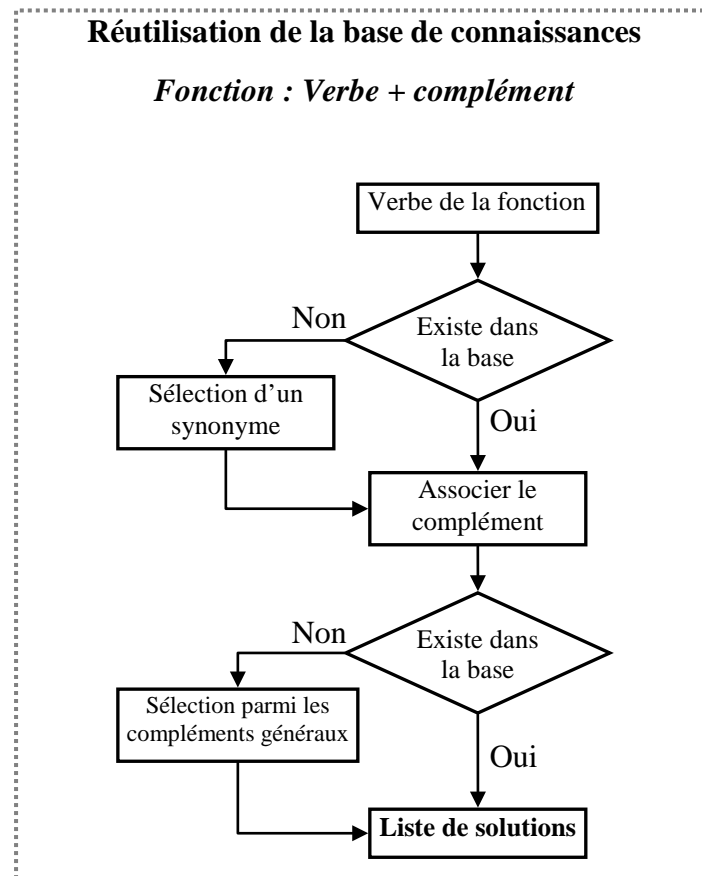 Réutilisation de la base de connaissances
Fonction : Verbe + complément
Verbe de la fonction
Non
Existe dans
la base
Sélection d’un
synonyme
Oui
Associer le
complément
Non
Existe dans
la base
Sélection parmi les
compléments généraux
Oui
Liste de solutions